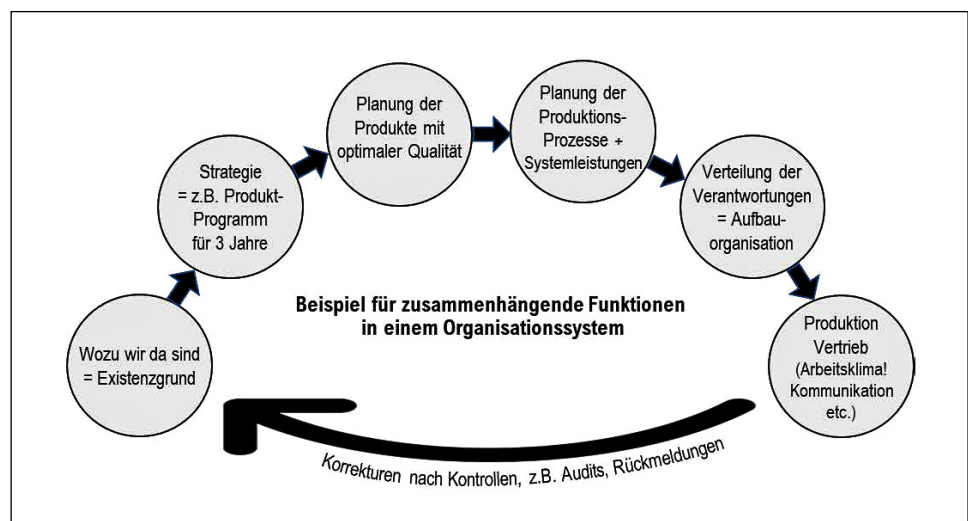 Wozu wir da sind
= Existenzgrund
Strategie
= z.B. Produkt-
Programm
für 3 Jahre
Planung der
Produkte mit
optimaler Qualität
Planung der
Produktions-
Prozesse +
Systemleistungen
Verteilung der
Verantwortungen
= Aufbau-
organisation
Produktion
Vertrieb
(Arbeitsklima!
Kommunikation
etc.)
Beispiel für zusammenhängende Funktionen
in einem Organisationssystem
Korrekturen nach Kontrollen, z.B. Audits, Rückmeldungen